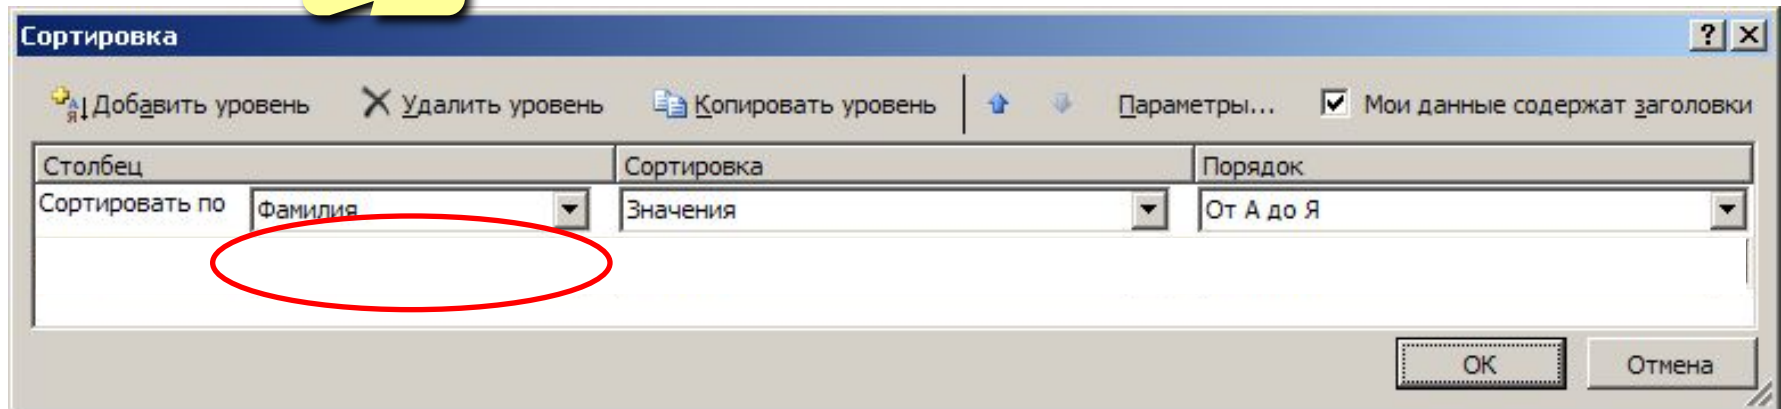 Сортировка
Добавить уровень Удалить уровень Копировать уровень Параметры... Мои данные содержат заголовки
Столбец Сортировка Порядок
Сортировать по Фамилия Значения От А до Я
ОК Отмена